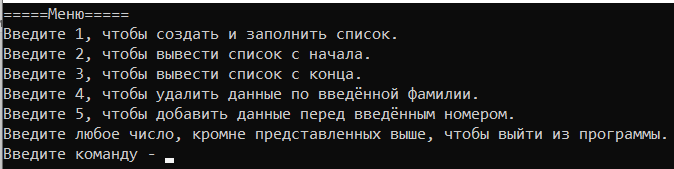 =====Меню=====
Введите 1, чтобы создать и заполнить список.
Введите 2, чтобы вывести список с начала.
Введите 3, чтобы вывести список с конца.
Введите 4, чтобы удалить данные по введённой фамилии.
Введите 5, чтобы добавить данные перед введённым номером.
Введите любое число, кромне представленных выше, чтобы выйти из программы.
Введите команду - _